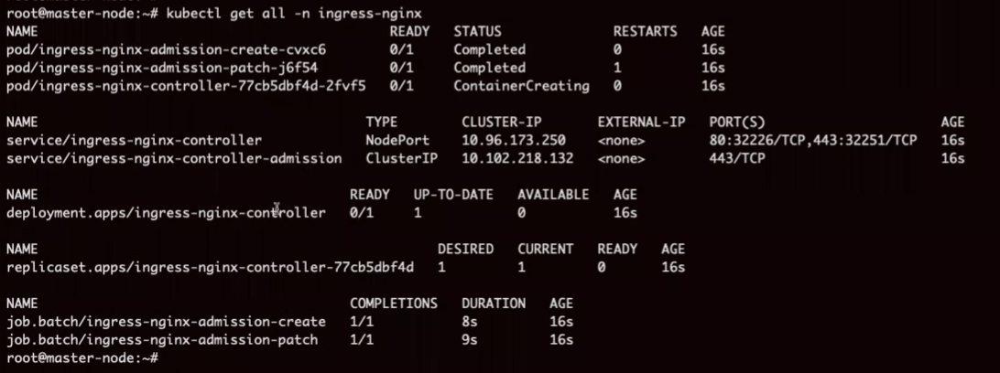 root@master-node:~# kubectl get all -n ingress-nginx
NAME READY STATUS RESTARTS AGE
pod/ingress-nginx-admission-create-cvxc6 0/1 Completed 0 16s
pod/ingress-nginx-admission-patch-j6f54 0/1 Completed 1 16s
pod/ingress-nginx-controller-77cb5dbf4d-2fvf5 0/1 ContainerCreating 0 16s
NAME TYPE CLUSTER-IP EXTERNAL-IP PORT(S) AGE
service/ingress-nginx-controller NodePort 10.96.173.250 <none> 80:32226/TCP,443:32251/TCP 16s
service/ingress-nginx-controller-admission ClusterIP 10.102.218.132 <none> 443/TCP 16s
NAME READY UP-TO-DATE AVAILABLE AGE
deployment.apps/ingress-nginx-controller 0/1 1 0 16s
NAME DESIRED CURRENT READY AGE
replicaset.apps/ingress-nginx-controller-77cb5dbf4d 1 1 0 16s
NAME COMPLETIONS DURATION AGE
job.batch/ingress-nginx-admission-create 1/1 8s 16s
job.batch/ingress-nginx-admission-patch 1/1 9s 16s
root@master-node:~#